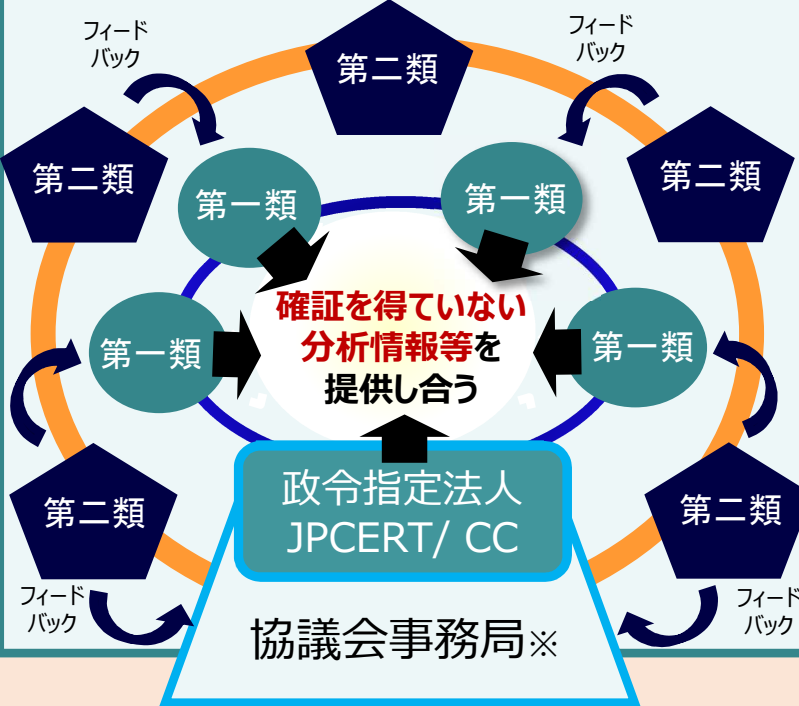 フィード
バック
フィード
バック
第二類
第二類
第二類
第一類
第一類
確証を得ていない
分析情報等を
提供し合う
第一類
第一類
政令指定法人
JPCERT/ CC
第二類
第二類
フィード
バック
フィード
バック
協議会事務局※